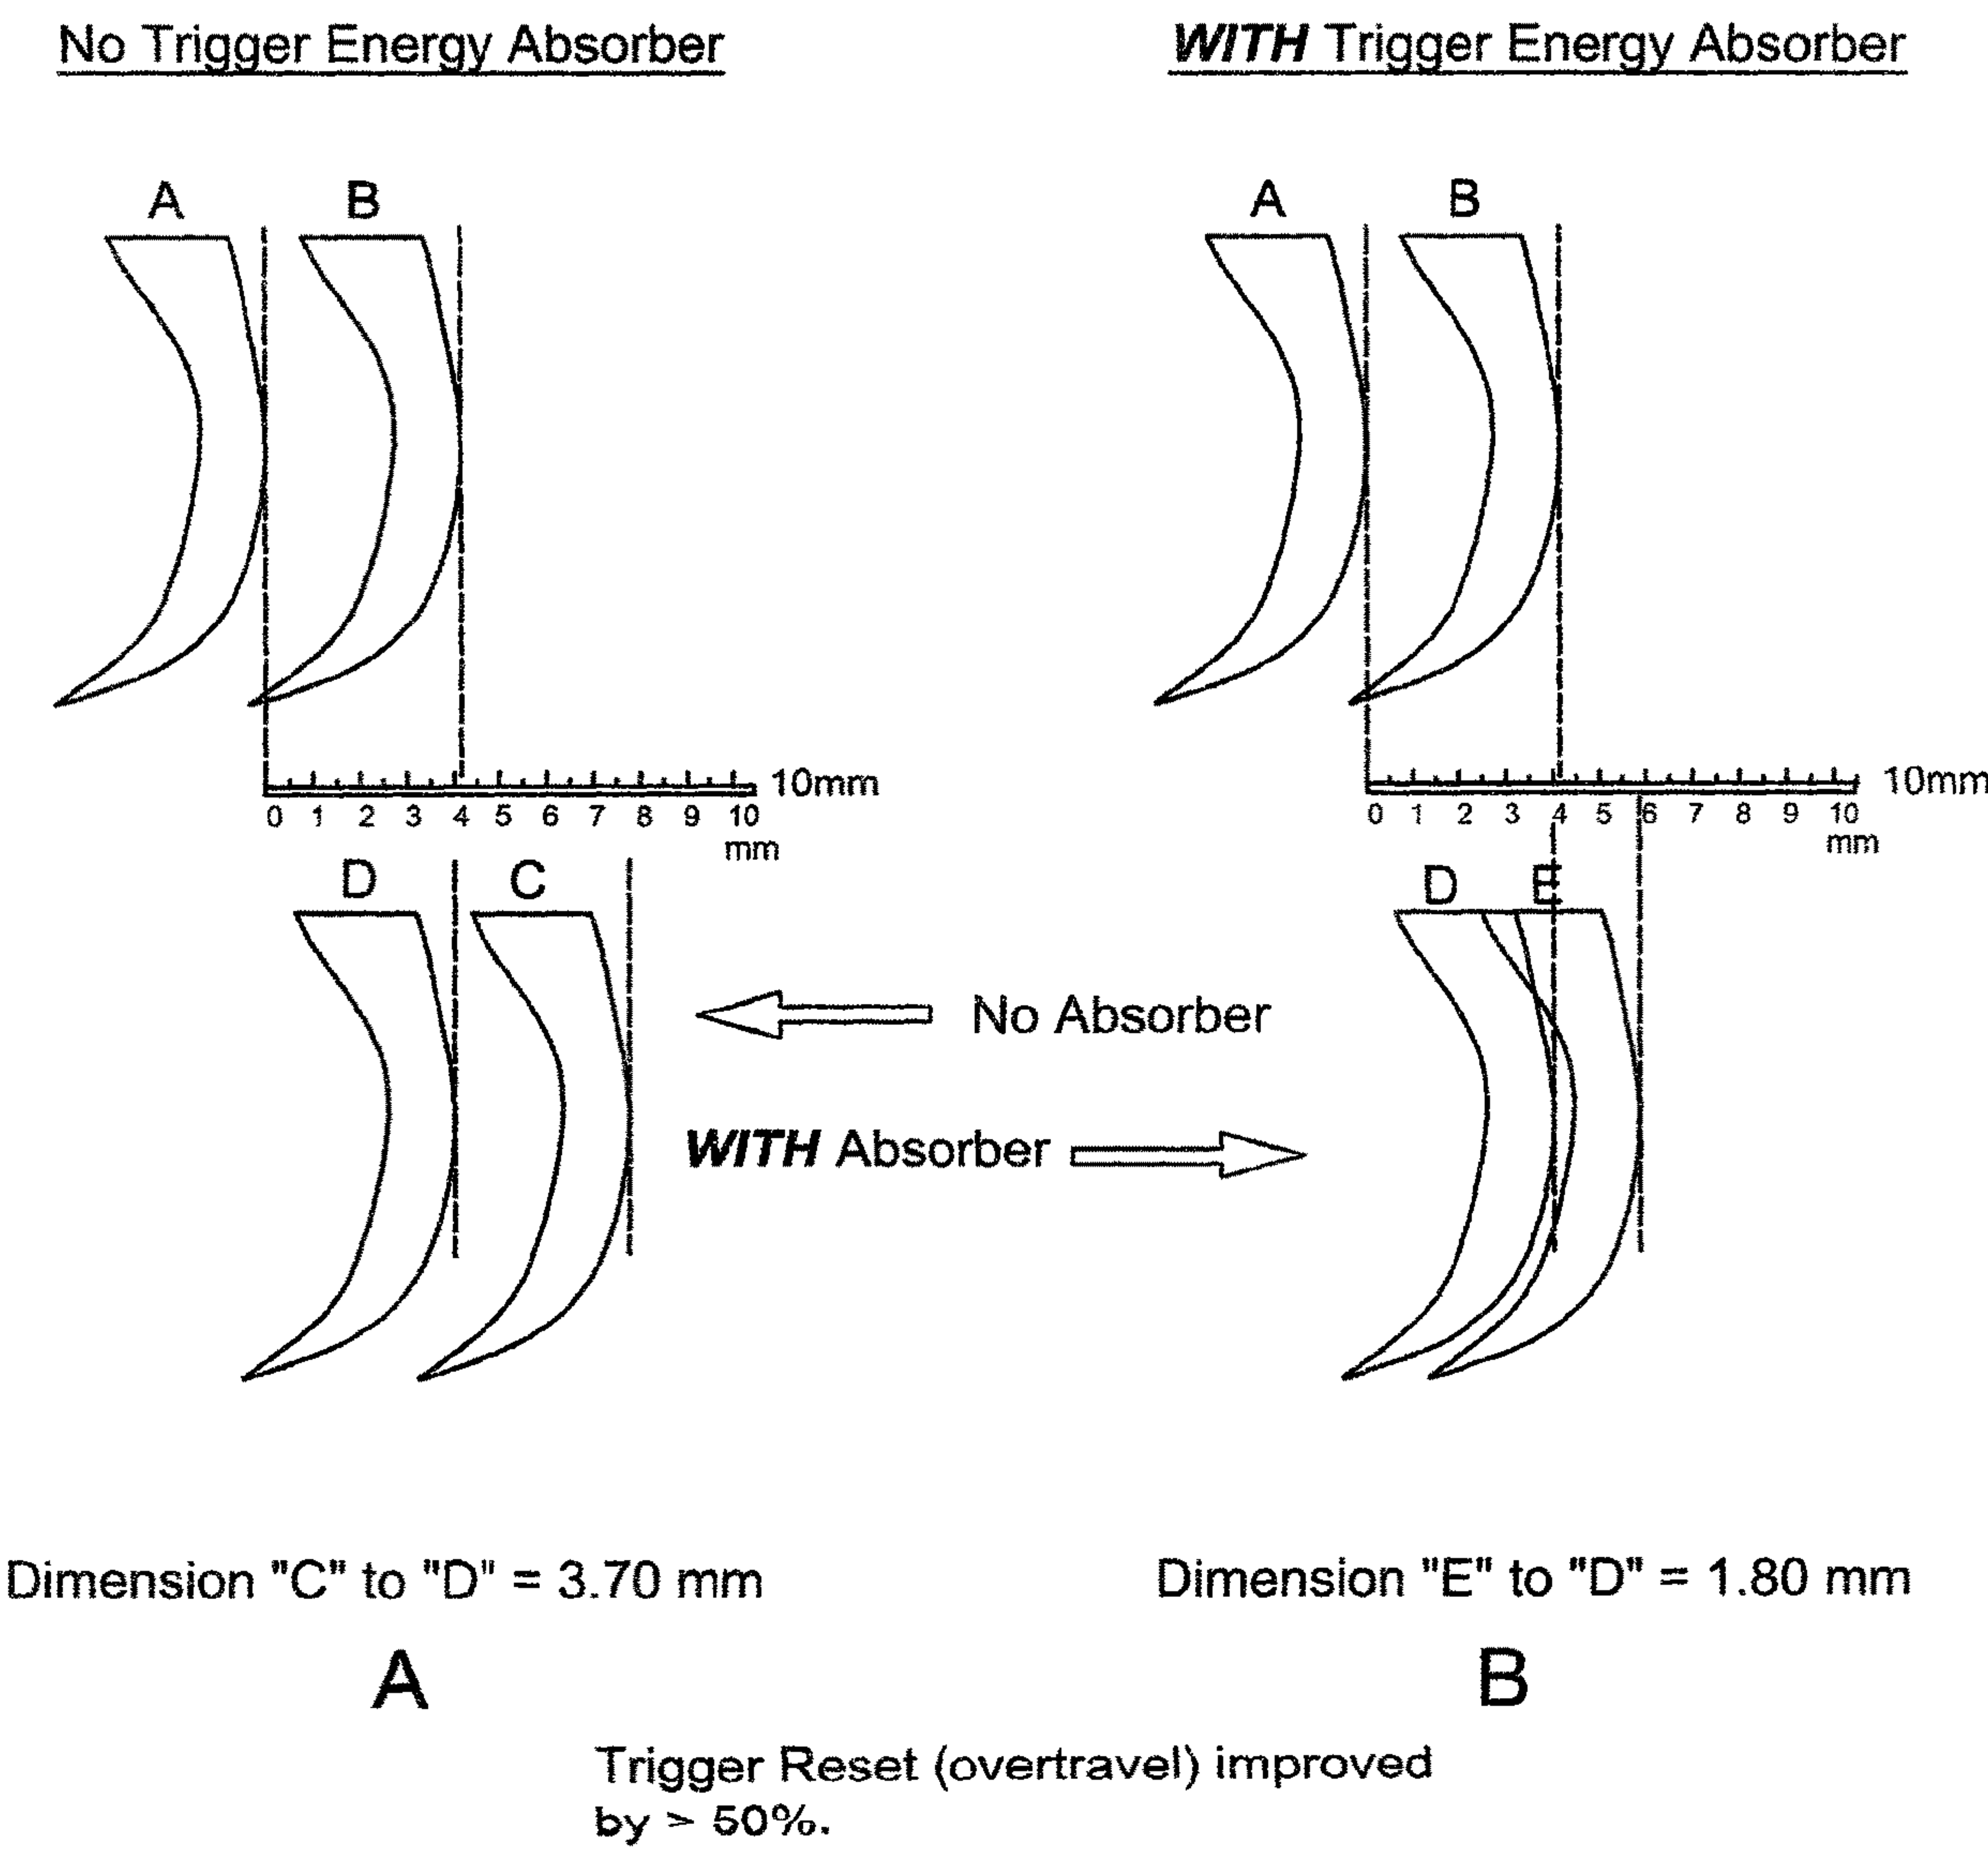 No Trigger Energy Absorber
WITH Trigger Energy Absorber
A B
A B
10mm
0 1 2 3 4 5 6 7 8 9 10
mm
10mm
0 1 2 3 4 5 6 7 8 9 10
mm
D C
D E
No Absorber
WITH Absorber
Dimension "C" to "D" = 3.70 mm
Dimension "E" to "D" = 1.80 mm
A
B
Trigger Reset (overtravel) improved
by > 50%.